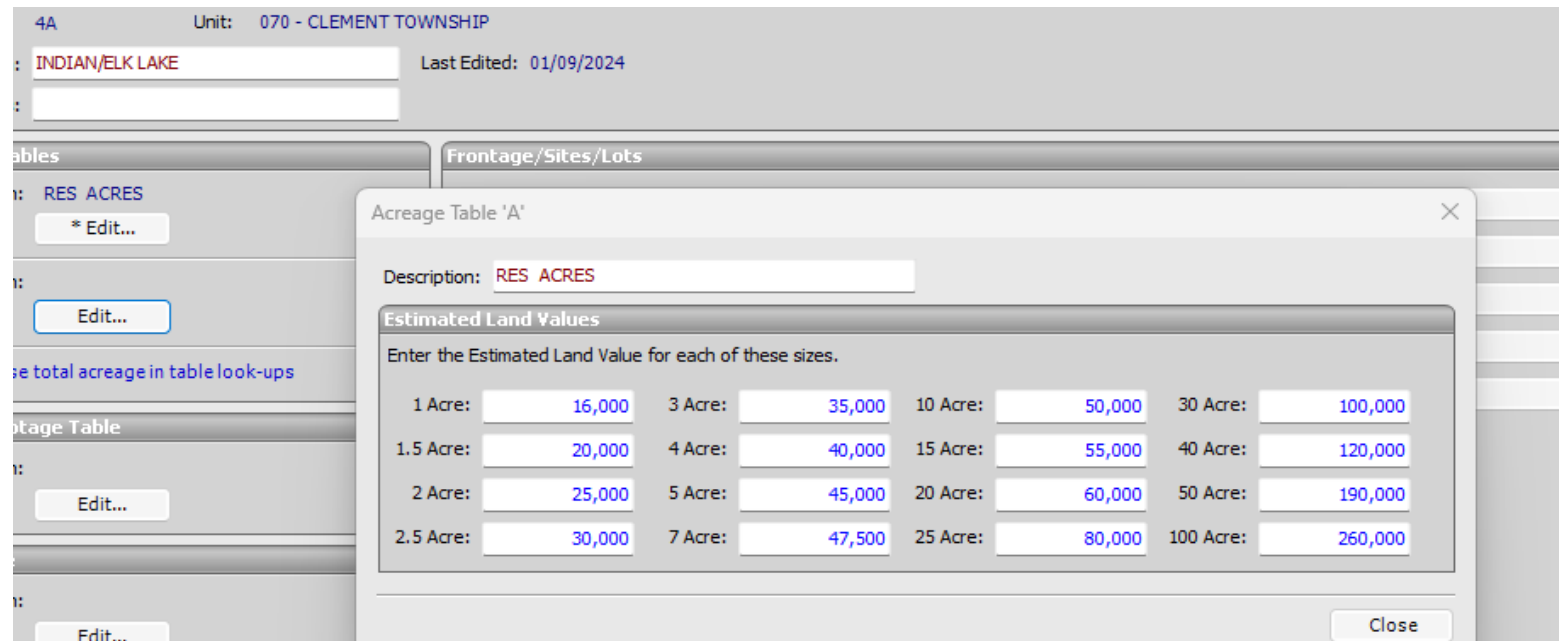 4A Unit: 070 - CLEMENT TOWNSHIP
: INDIAN/ELK LAKE Last Edited: 01/09/2024
:
ables Frontage/Sites/Lots
n: RES ACRES
* Edit...
n:
Edit...
se total acreage in table look-ups
otage Table
n:
Edit...
n:
Edit...
Acreage Table 'A'
Description: RES ACRES
Estimated Land Values
Enter the Estimated Land Value for each of these sizes.
1 Acre: 16,000 3 Acre: 35,000 10 Acre: 50,000 30 Acre: 100,000
1.5 Acre: 20,000 4 Acre: 40,000 15 Acre: 55,000 40 Acre: 120,000
2 Acre: 25,000 5 Acre: 45,000 20 Acre: 60,000 50 Acre: 190,000
2.5 Acre: 30,000 7 Acre: 47,500 25 Acre: 80,000 100 Acre: 260,000
Close